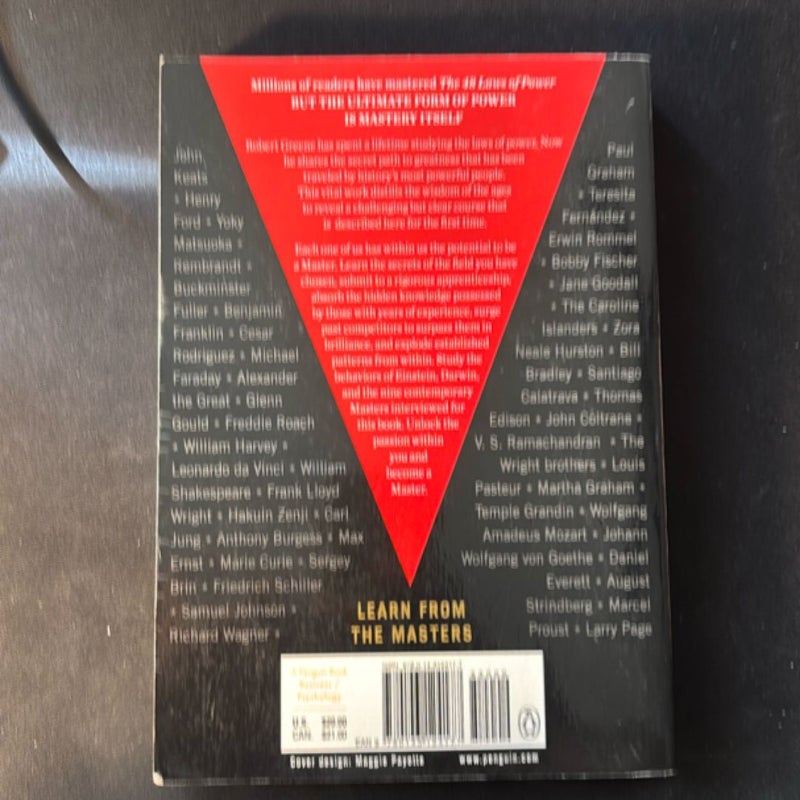 Millions of readers have mastered The 48 Laws of Power
BUT THE ULTIMATE FORM OF POWER
IS MASTERY ITSELF
Robert Greene has spent a lifetime studying the laws of power. Now
he shares the secret path to greatness that has been
traveled by history's most powerful people.
This vital work distills the wisdom of the ages
to reveal a challenging but clear course that
is described here for the first time.
Each one of us has within us the potential to be
a Master. Learn the secrets of the field you have
chosen, submit to a rigorous apprenticeship,
absorb the hidden knowledge possessed
by those with years of experience, surge
past competitors to surpass them in
brilliance, and explode established
patterns from within. Study the
behaviors of Einstein, Darwin,
and the nine contemporary
Masters interviewed for
this book. Unlock the
passion within
you and
become a
Master.
John
Keats
• Henry
Ford • Yoky
Matsuoka •
Rembrandt •
Buckminster
Fuller • Benjamin
Franklin • Cesar
Rodriguez • Michael
Faraday • Alexander
the Great • Glenn
Gould • Freddie Roach
• William Harvey •
Leonardo da Vinci • William
Shakespeare • Frank Lloyd
Wright • Hakuin Zenji • Carl
Jung • Anthony Burgess • Max
Ernst • Marie Curie • Sergey
Brin • Friedrich Schiller
• Samuel Johnson •
Richard Wagner •
Paul
Graham
• Teresita
Fernández •
Erwin Rommel
• Bobby Fischer
• Jane Goodall
• The Caroline
Islanders • Zora
Neale Hurston • Bill
Bradley • Santiago
Calatrava • Thomas
Edison • John Coltrane •
V. S. Ramachandran • The
Wright brothers • Louis
Pasteur • Martha Graham •
Temple Grandin • Wolfgang
Amadeus Mozart • Johann
Wolfgang von Goethe • Daniel
Everett • August
Strindberg • Marcel
Proust • Larry Page
LEARN FROM
THE MASTERS
A Penguin Book
Business /
Psychology
U.S. $20.00
CAN. $21.00
ISBN
EAN
Cover design: Maggie Payette
www.penguin.com